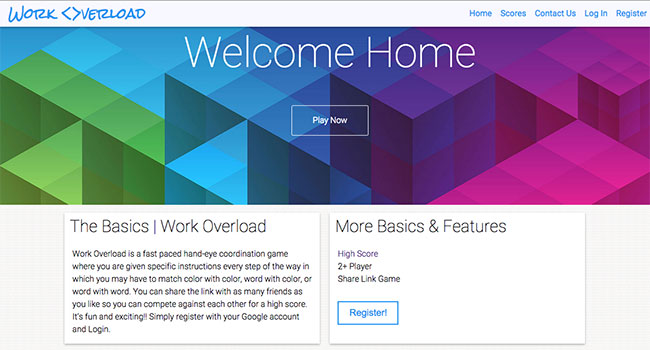 Work <>verload
Home Scores Contact Us Log In Register
Welcome Home
Play Now
The Basics | Work Overload
Work Overload is a fast paced hand-eye coordination game
where you are given specific instructions every step of the way in
which you may have to match color with color, word with color, or
word with word. You can share the link with as many friends as
you like so you can compete against each other for a high score.
It's fun and exciting!! Simply register with your Google account
and Login.
More Basics & Features
High Score
2+ Player
Share Link Game
Register!